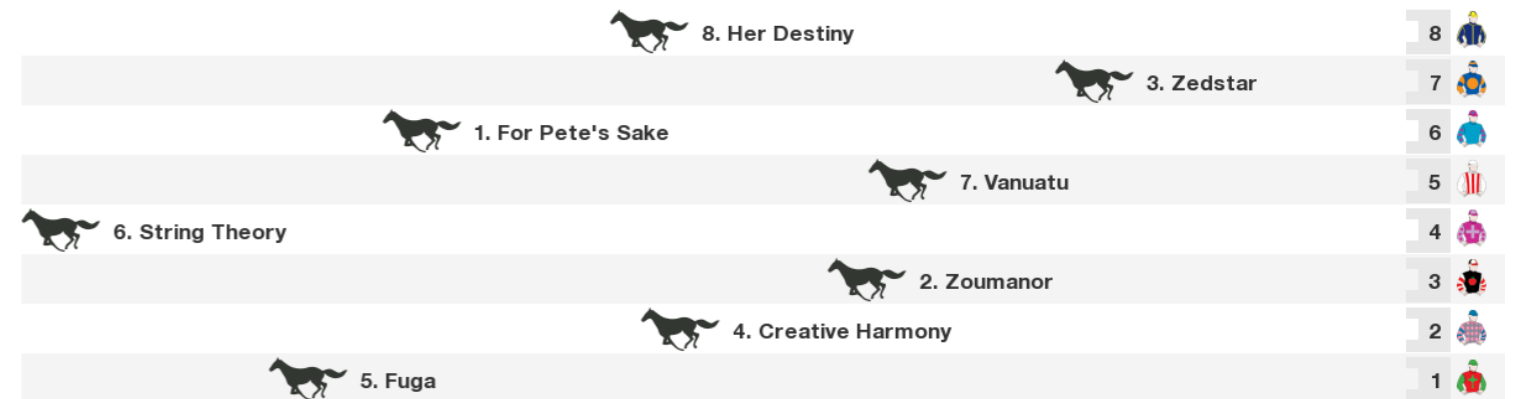 8. Her Destiny 8
3. Zedstar 7
1. For Pete's Sake 6
7. Vanuatu 5
6. String Theory 4
2. Zoumanor 3
4. Creative Harmony 2
5. Fuga 1